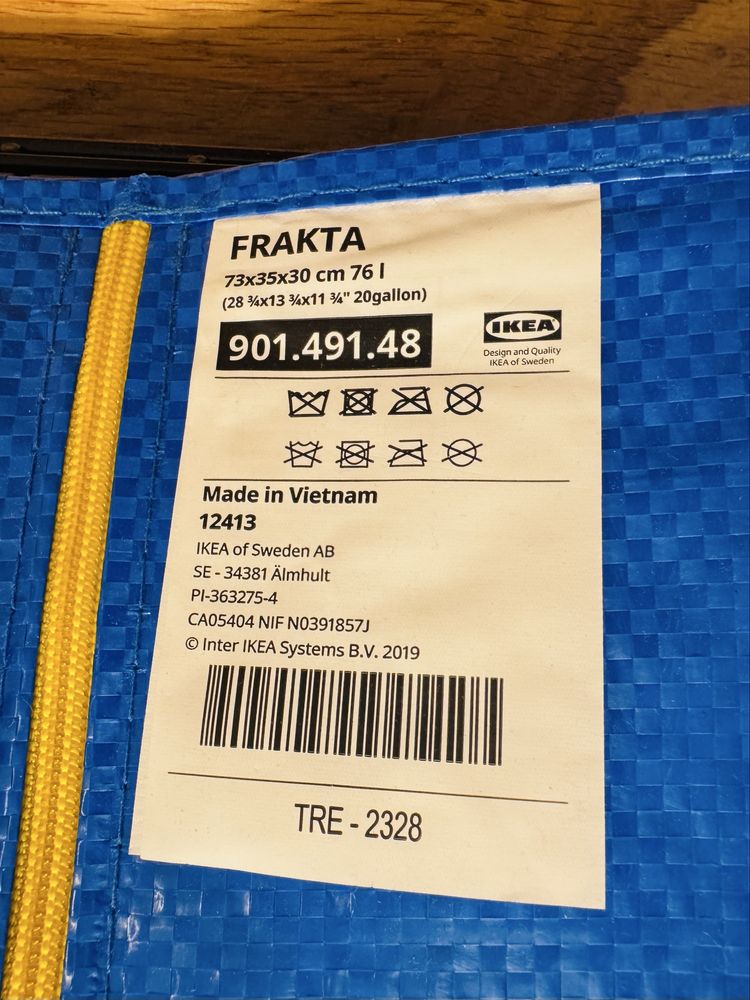 FRAKTA
73x35x30 cm 76 l
(28 ¾x13 ¾x11 ¾" 20gallon)
901.491.48
IKEA
Design and Quality
IKEA of Sweden
Made in Vietnam
12413
IKEA of Sweden AB
SE - 34381 Älmhult
PI-363275-4
CA05404 NIF N0391857J
© Inter IKEA Systems B.V. 2019
TRE - 2328